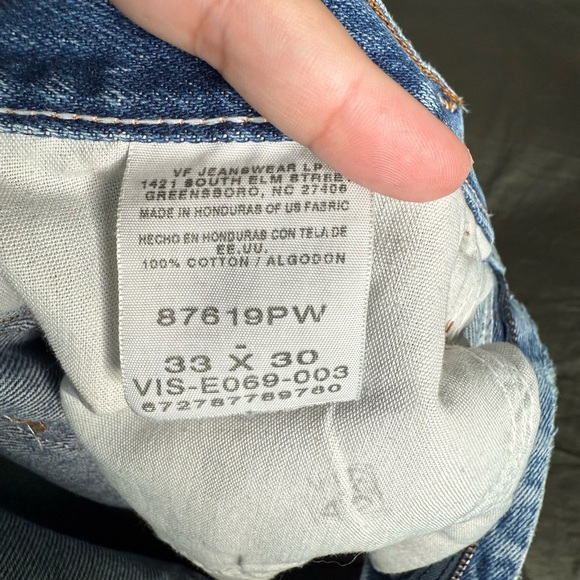 VF JEANSWEAR LP
1421 SOUTH ELM STREET
GREENSBORO, NC 27406
MADE IN HONDURAS OF US FABRIC
HECHO EN HONDURAS CON TELA DE
EE.UU.
100% COTTON / ALGODON
87619PW
-
33 X 30
VIS-E069-003
672787789780